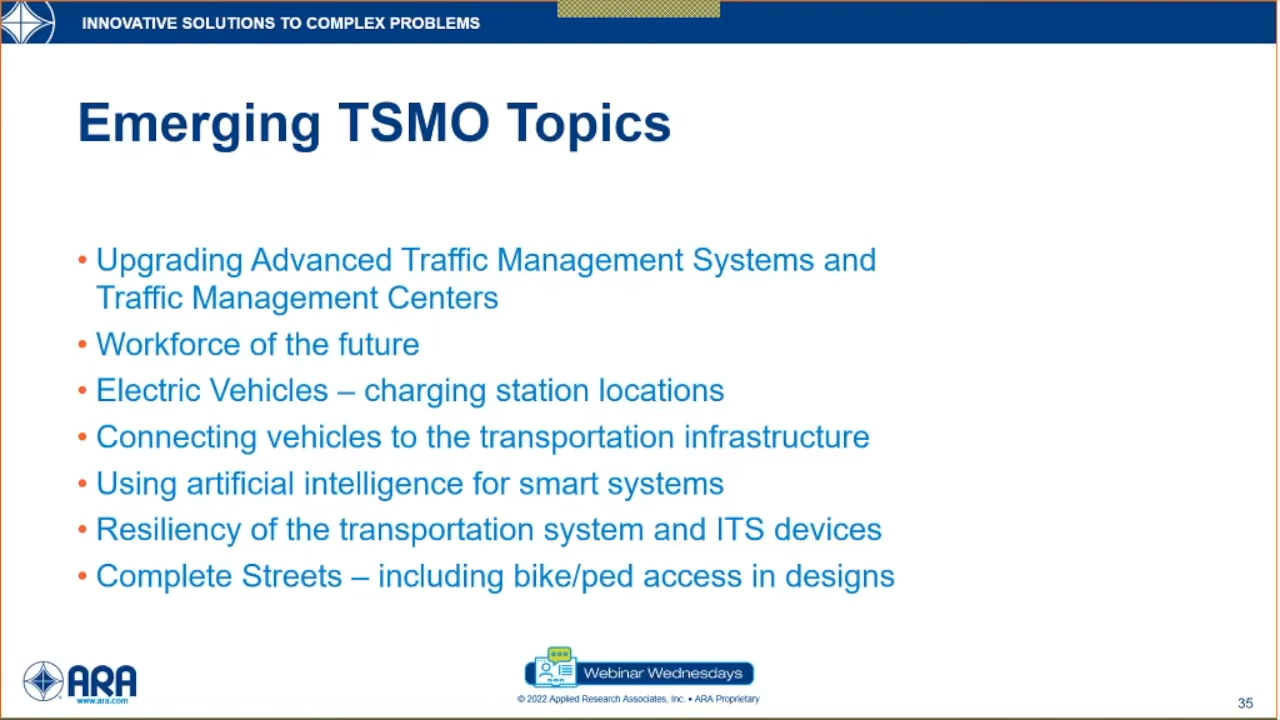 INNOVATIVE SOLUTIONS TO COMPLEX PROBLEMS
Emerging TSMO Topics
• Upgrading Advanced Traffic Management Systems and
Traffic Management Centers
• Workforce of the future
• Electric Vehicles – charging station locations
• Connecting vehicles to the transportation infrastructure
• Using artificial intelligence for smart systems
• Resiliency of the transportation system and ITS devices
• Complete Streets – including bike/ped access in designs
ARA
www.ara.com
Webinar Wednesdays
© 2022 Applied Research Associates, Inc. • ARA Proprietary
35